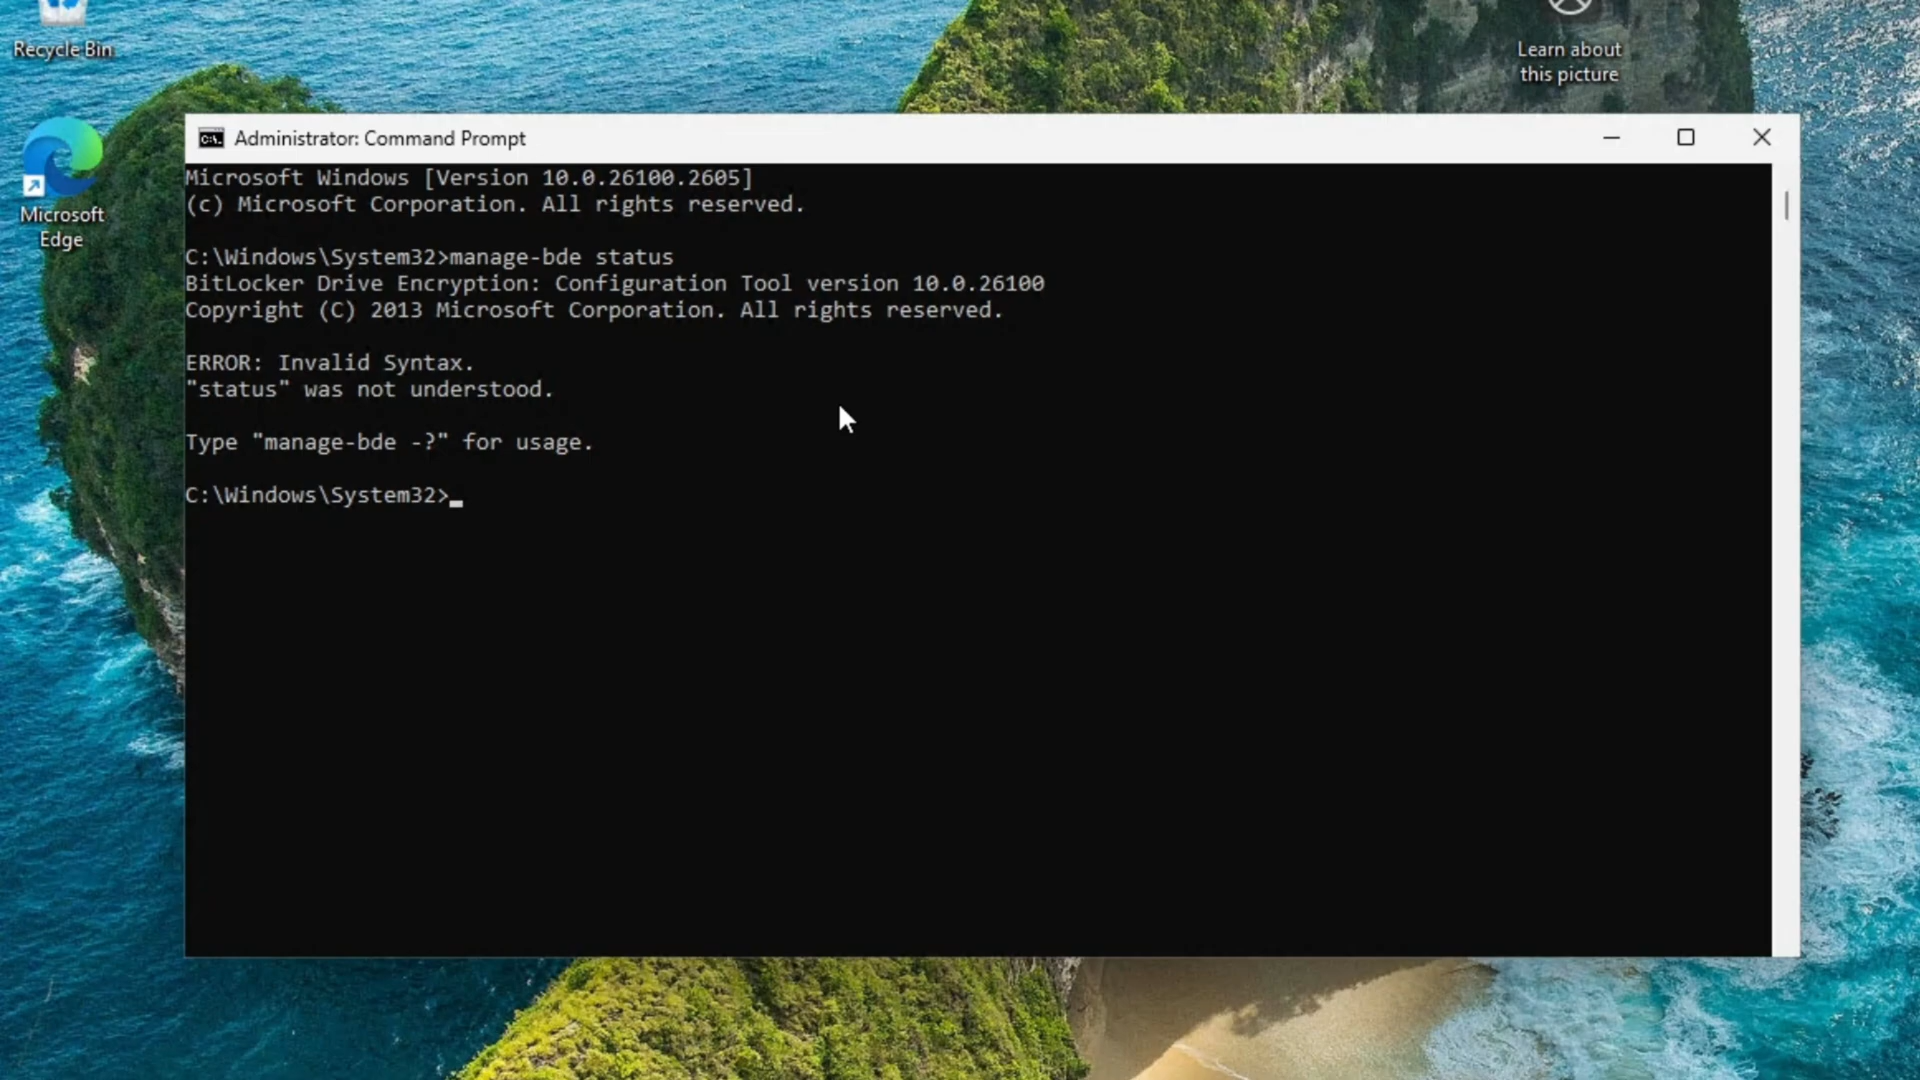 Recycle Bin
Learn about
this picture
Microsoft
Edge
Administrator: Command Prompt
Microsoft Windows [Version 10.0.26100.2605]
(c) Microsoft Corporation. All rights reserved.
C:\Windows\System32>manage-bde status
BitLocker Drive Encryption: Configuration Tool version 10.0.26100
Copyright (C) 2013 Microsoft Corporation. All rights reserved.
ERROR: Invalid Syntax.
"status" was not understood.
Type "manage-bde -?" for usage.
C:\Windows\System32>